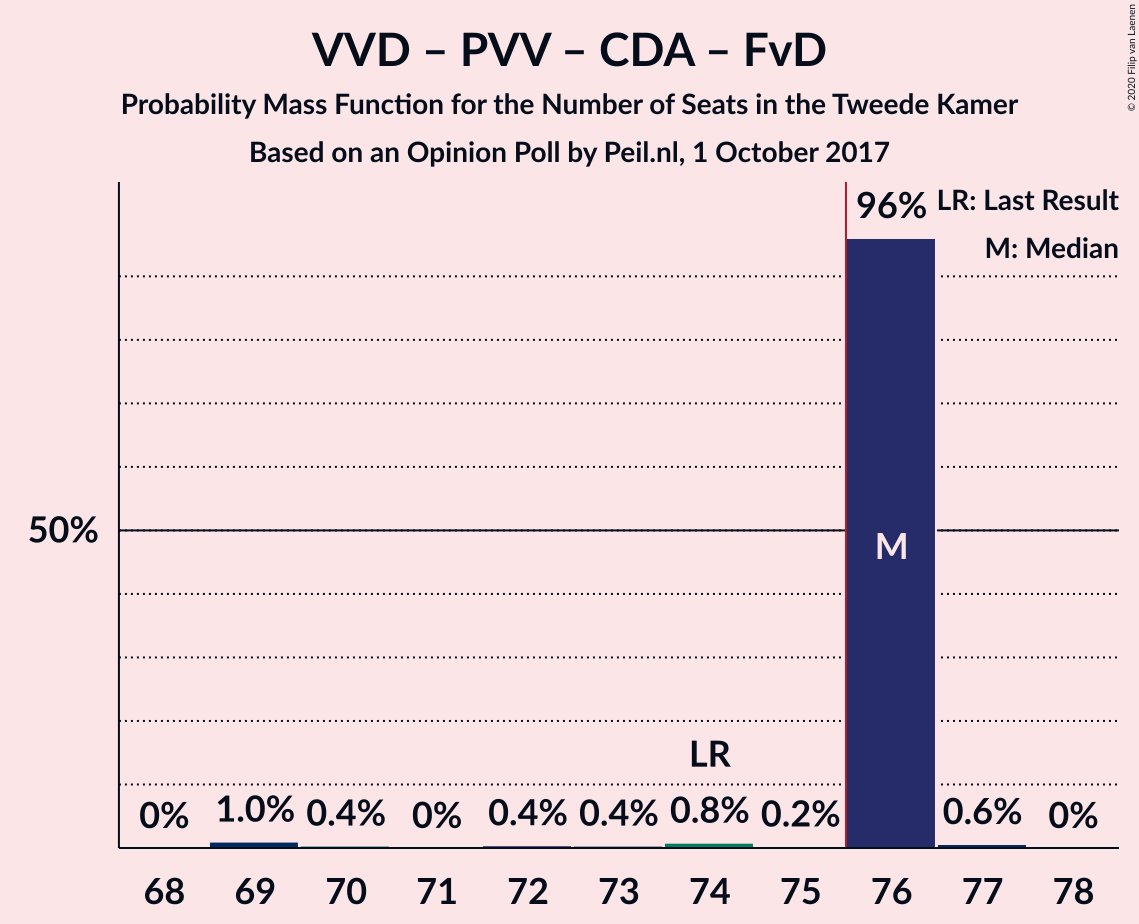 VVD – PVV – CDA – FvD
Probability Mass Function for the Number of Seats in the Tweede Kamer
Based on an Opinion Poll by Peil.nl, 1 October 2017
© 2020 Filip van Laenen
LR: Last Result
M: Median
96%
50%
M
LR
0% 1.0% 0.4% 0% 0.4% 0.4% 0.8% 0.2% 0.6% 0%
68 69 70 71 72 73 74 75 76 77 78